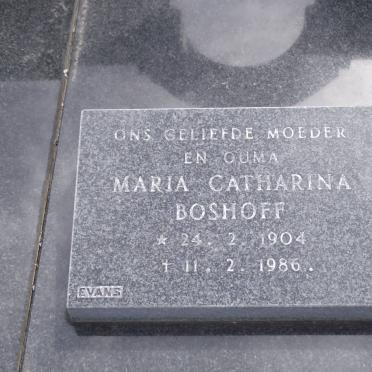 ONS GELIEFDE MOEDER
EN OUMA
MARIA CATHARINA
BOSHOFF
* 24. 2. 1904
† 11. 2. 1986.
EVANS